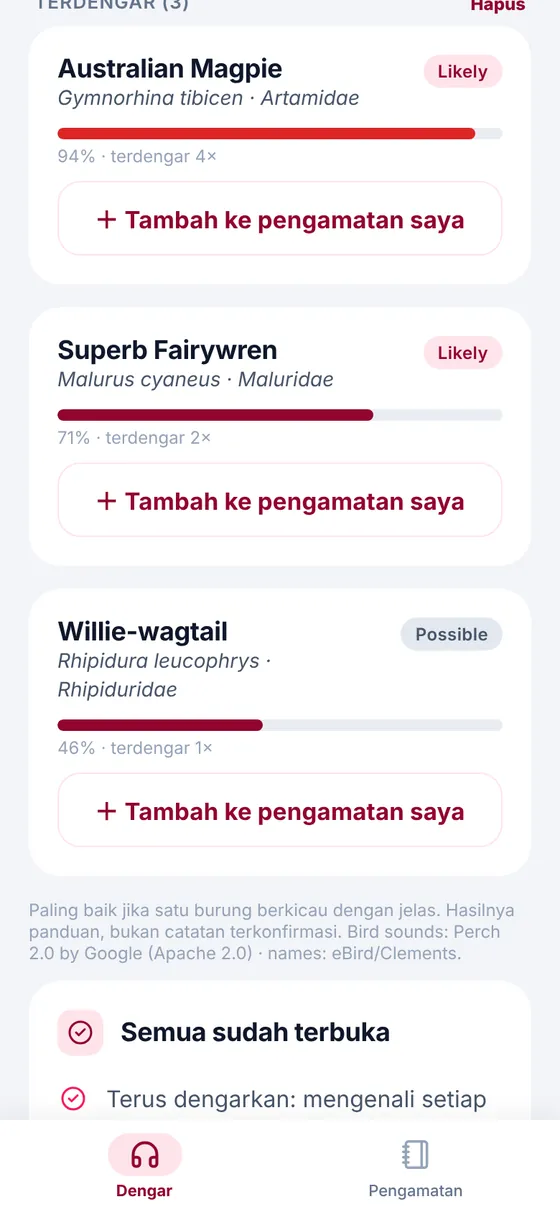 TERDENGAR (3)
Hapus
Australian Magpie
Likely
Gymnorhina tibicen · Artamidae
94% · terdengar 4×
+ Tambah ke pengamatan saya
Superb Fairywren
Likely
Malurus cyaneus · Maluridae
71% · terdengar 2×
+ Tambah ke pengamatan saya
Willie-wagtail
Possible
Rhipidura leucophrys ·
Rhipiduridae
46% · terdengar 1×
+ Tambah ke pengamatan saya
Paling baik jika satu burung berkicau dengan jelas. Hasilnya
panduan, bukan catatan terkonfirmasi. Bird sounds: Perch
2.0 by Google (Apache 2.0) · names: eBird/Clements.
Semua sudah terbuka
Terus dengarkan: mengenali setiap
Dengar
Pengamatan